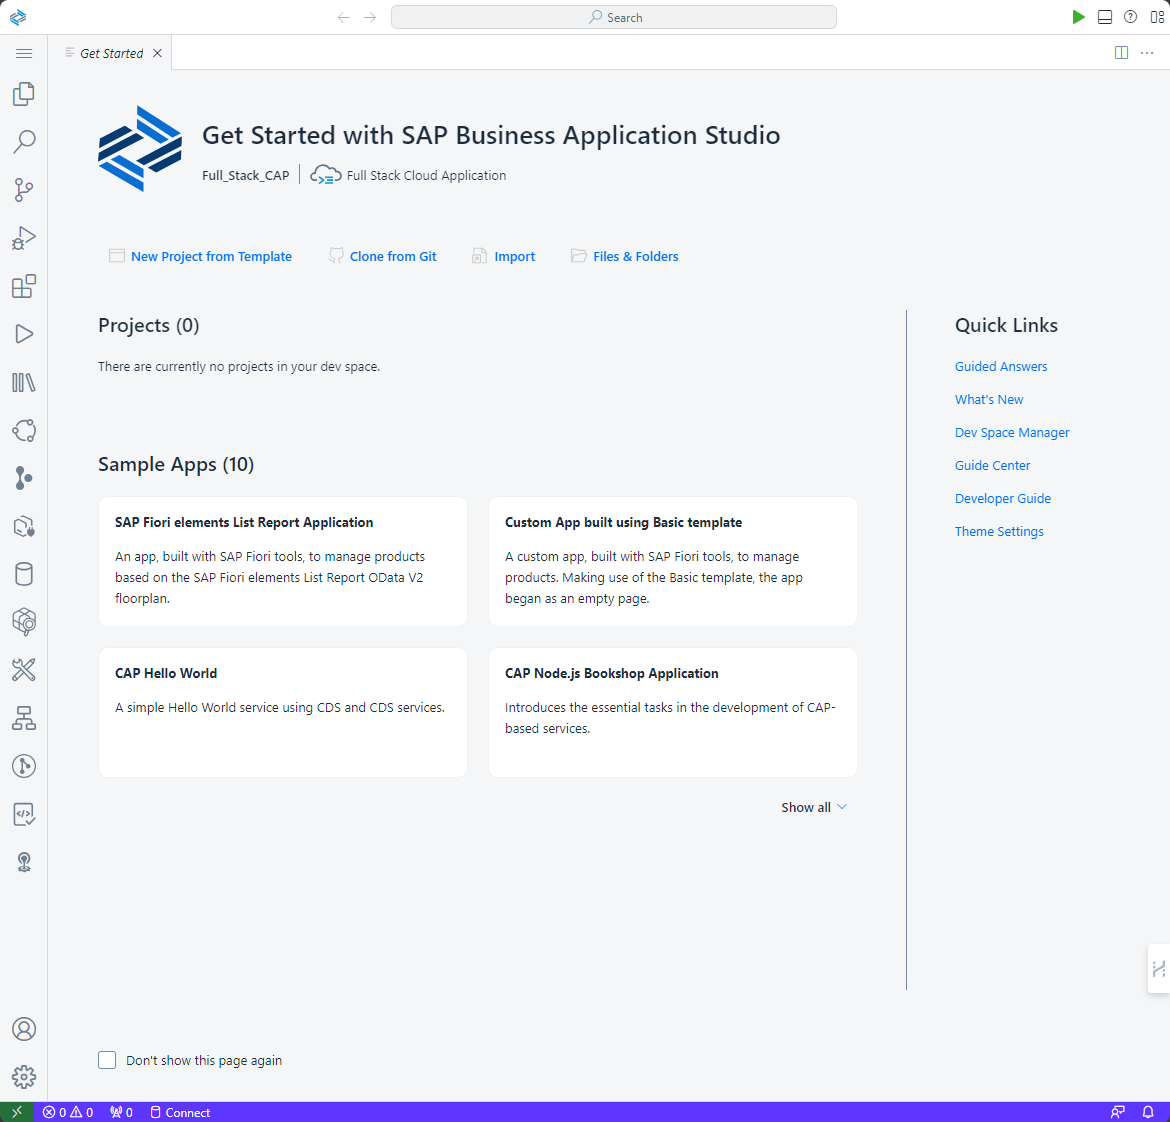 Search
Get Started
Get Started with SAP Business Application Studio
Full_Stack_CAP
Full Stack Cloud Application
New Project from Template
Clone from Git
Import
Files & Folders
Projects (0)
There are currently no projects in your dev space.
Sample Apps (10)
SAP Fiori elements List Report Application
An app, built with SAP Fiori tools, to manage products
based on the SAP Fiori elements List Report OData V2
floorplan.
Custom App built using Basic template
A custom app, built with SAP Fiori tools, to manage
products. Making use of the Basic template, the app
began as an empty page.
CAP Hello World
A simple Hello World service using CDS and CDS services.
CAP Node.js Bookshop Application
Introduces the essential tasks in the development of CAP-
based services.
Show all
Quick Links
Guided Answers
What's New
Dev Space Manager
Guide Center
Developer Guide
Theme Settings
Don't show this page again
0 0 0 Connect